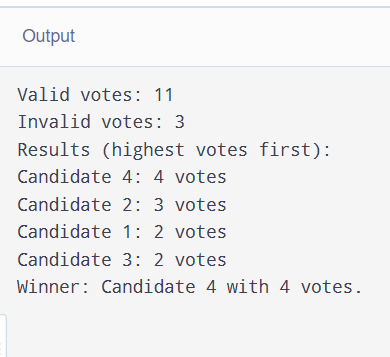 Output
Valid votes: 11
Invalid votes: 3
Results (highest votes first):
Candidate 4: 4 votes
Candidate 2: 3 votes
Candidate 1: 2 votes
Candidate 3: 2 votes
Winner: Candidate 4 with 4 votes.